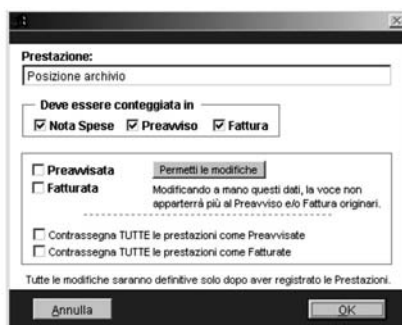 Prestazione:
Posizione archivio
Deve essere conteggiata in
Nota Spese Preavviso Fattura
Preavvisata Permetti le modifiche
Fatturata Modificando a mano questi dati, la voce non
apparterrà più al Preavviso e/o Fattura originari.
Contrassegna TUTTE le prestazioni come Preavvisate
Contrassegna TUTTE le prestazioni come Fatturate
Tutte le modifiche saranno definitive solo dopo aver registrato le Prestazioni.
Annulla OK